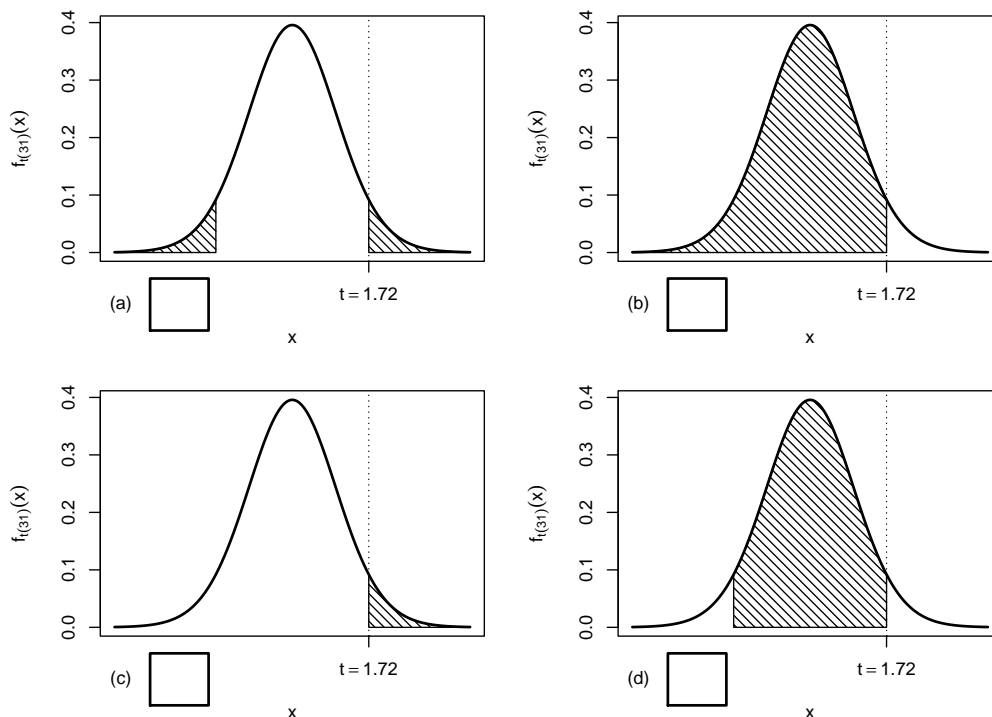 f_t(31)(x)
0.0 0.1 0.2 0.3 0.4
(a)
t = 1.72
x
f_t(31)(x)
0.0 0.1 0.2 0.3 0.4
(b)
t = 1.72
x
f_t(31)(x)
0.0 0.1 0.2 0.3 0.4
(c)
t = 1.72
x
f_t(31)(x)
0.0 0.1 0.2 0.3 0.4
(d)
t = 1.72
x